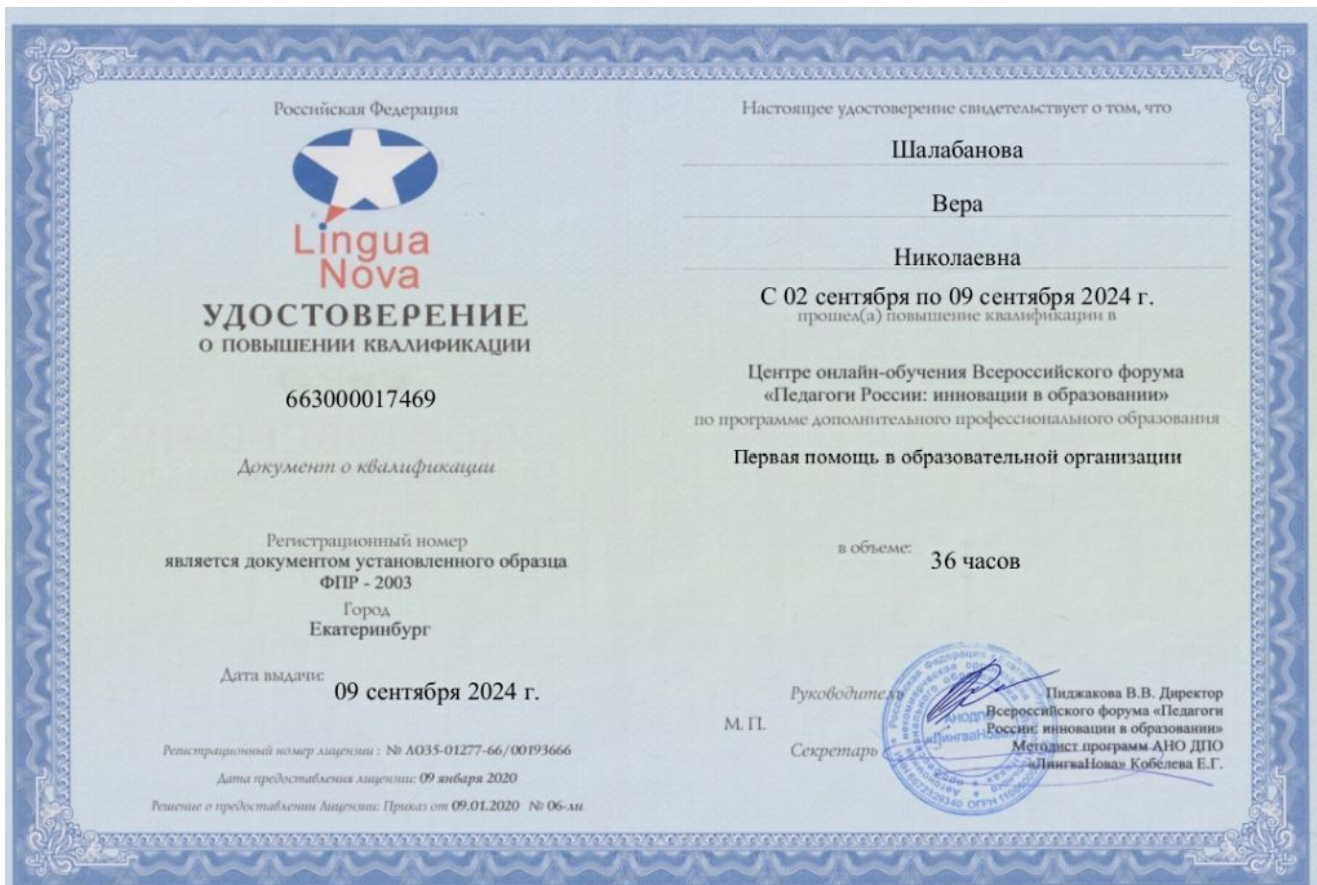 Российская Федерация
Lingua
Nova
УДОСТОВЕРЕНИЕ
О ПОВЫШЕНИИ КВАЛИФИКАЦИИ
663000017469
Документ о квалификации
Регистрационный номер
является документом установленного образца
ФПР - 2003
Город
Екатеринбург
Дата выдачи:
09 сентября 2024 г.
Регистрационный номер лицензии : № Л035-01277-66/00193666
Дата предоставления лицензии: 09 января 2020
Решение о предоставлении Лицензии: Приказ от 09.01.2020 № 06-ли
Настоящее удостоверение свидетельствует о том, что
Шалабанова
Вера
Николаевна
С 02 сентября по 09 сентября 2024 г.
прошел(а) повышение квалификации в
Центре онлайн-обучения Всероссийского форума
«Педагоги России: инновации в образовании»
по программе дополнительного профессионального образования
Первая помощь в образовательной организации
в объеме:
36 часов
Руководитель
Пиджакова В.В. Директор
Всероссийского форума «Педагоги
России: инновации в образовании»
М. П.
Секретарь
Методист программ АНО ДПО
«ЛингваНова» Кобелева Е.Г.
АНОДПО
«ЛингваНова»